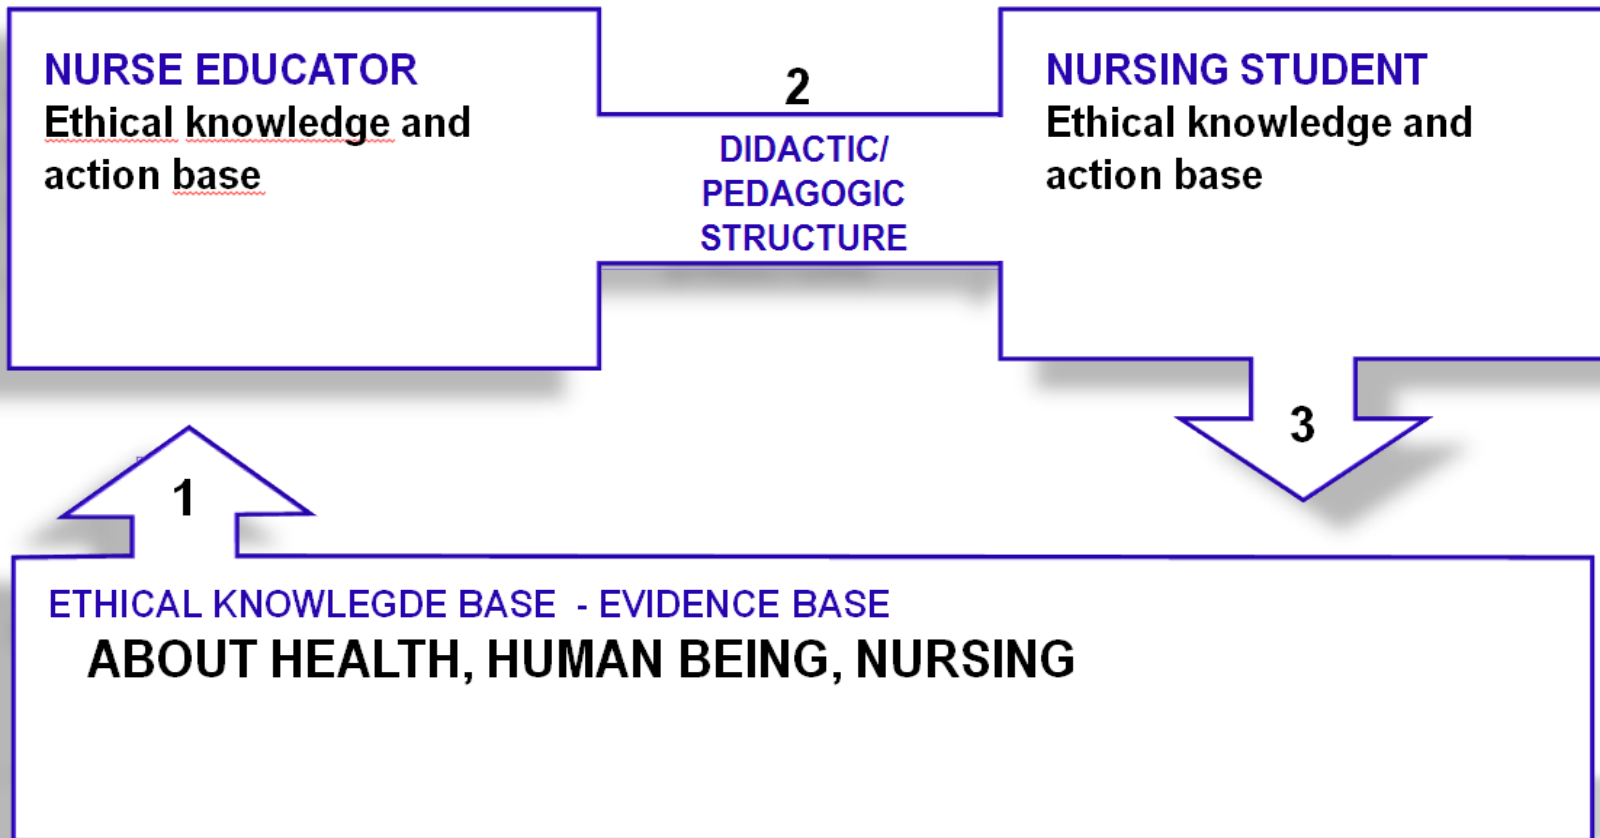 NURSE EDUCATOR
Ethical knowledge and
action base
2
DIDACTIC/
PEDAGOGIC
STRUCTURE
NURSING STUDENT
Ethical knowledge and
action base
3
1
ETHICAL KNOWLEGDE BASE - EVIDENCE BASE
ABOUT HEALTH, HUMAN BEING, NURSING